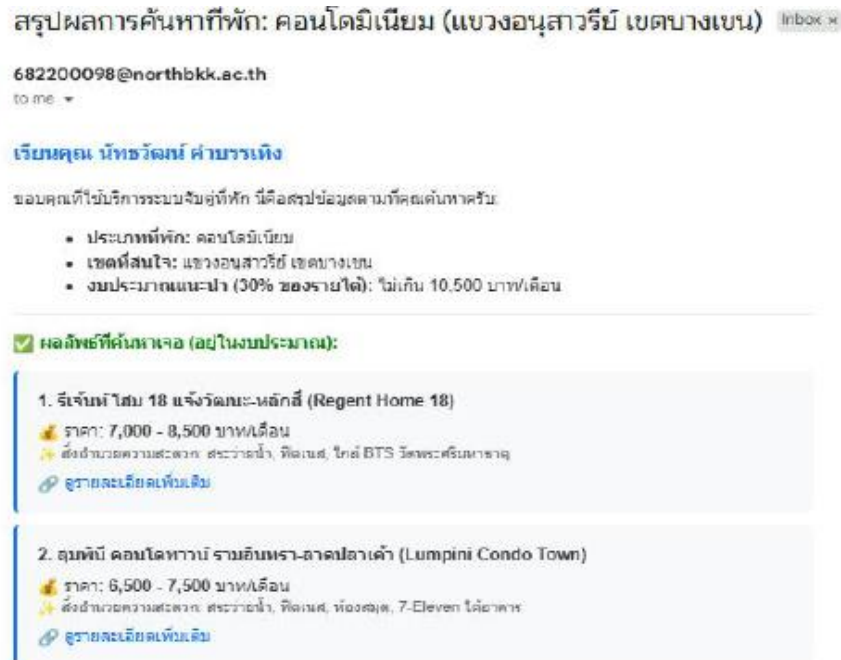 สรุปผลการค้นหาที่พัก: คอนโดมิเนียม (แขวงอนุสาวรีย์ เขตบางเขน) Inbox ×
682200098@northbkk.ac.th
to me
เรียนคุณ นัทธวัฒน์ คำบรรเทิง
ขอบคุณที่ใช้บริการระบบจับคู่ที่พัก นี่คือสรุปข้อมูลตามที่คุณค้นหาครับ:
• ประเภทที่พัก: คอนโดมิเนียม
• เขตที่สนใจ: แขวงอนุสาวรีย์ เขตบางเขน
• งบประมาณแนะนำ (30% ของรายได้): ไม่เกิน 10,500 บาท/เดือน
✅ ผลลัพธ์ที่ค้นหาเจอ (อยู่ในงบประมาณ):
1. รีเจ้นท์ โฮม 18 แจ้งวัฒนะ-หลักสี่ (Regent Home 18)
💰 ราคา: 7,000 - 8,500 บาท/เดือน
✨ สิ่งอำนวยความสะดวก: สระว่ายน้ำ, ฟิตเนส, ใกล้ BTS วัดพระศรีมหาธาตุ
🔗 ดูรายละเอียดเพิ่มเติม
2. ลุมพินี คอนโดทาวน์ รามอินทรา-ลาดปลาเค้า (Lumpini Condo Town)
💰 ราคา: 6,500 - 7,500 บาท/เดือน
✨ สิ่งอำนวยความสะดวก: สระว่ายน้ำ, ฟิตเนส, ห้องสมุด, 7-Eleven ใต้อาคาร
🔗 ดูรายละเอียดเพิ่มเติม